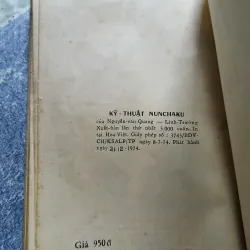 KỸ - THUẬT NUNCHAKU
của Nguyễn-văn-Quang — Linh-Trường
Xuất-bản lần thứ nhất 3.000 cuốn. In
tại Hoa-Việt. Giấy phép số : 3745/BDV-
CH/KSALP/TP ngày 8-7-74. Phát hành
ngày 21-12-1974.
Giá 950đ